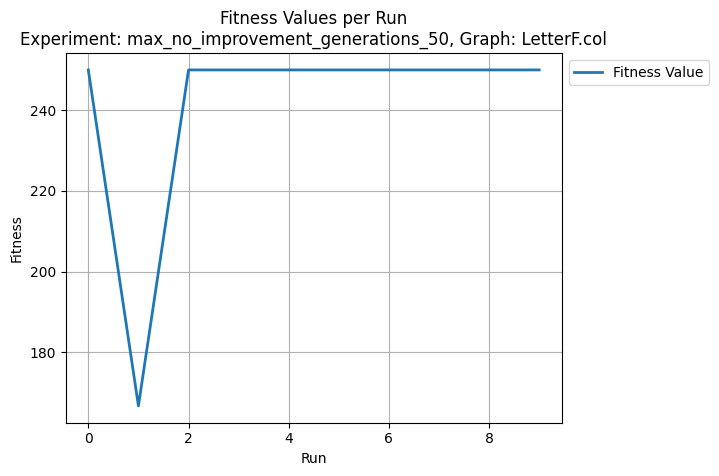 Fitness Values per Run
Experiment: max_no_improvement_generations_50, Graph: LetterF.col
Fitness Value
240
220
200
180
Fitness
0 2 4 6 8
Run